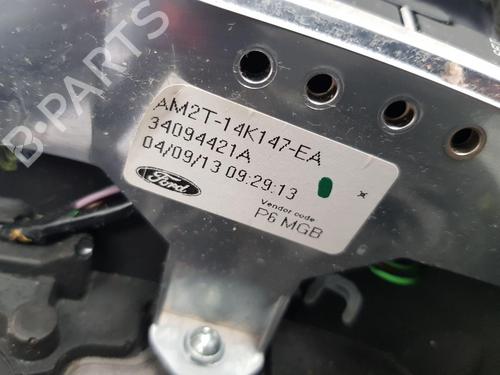 B-PARTS
AM2T-14K147-EA
34094421A
04/09/13 09:29:13
Ford
Vendor code
P6 MGB